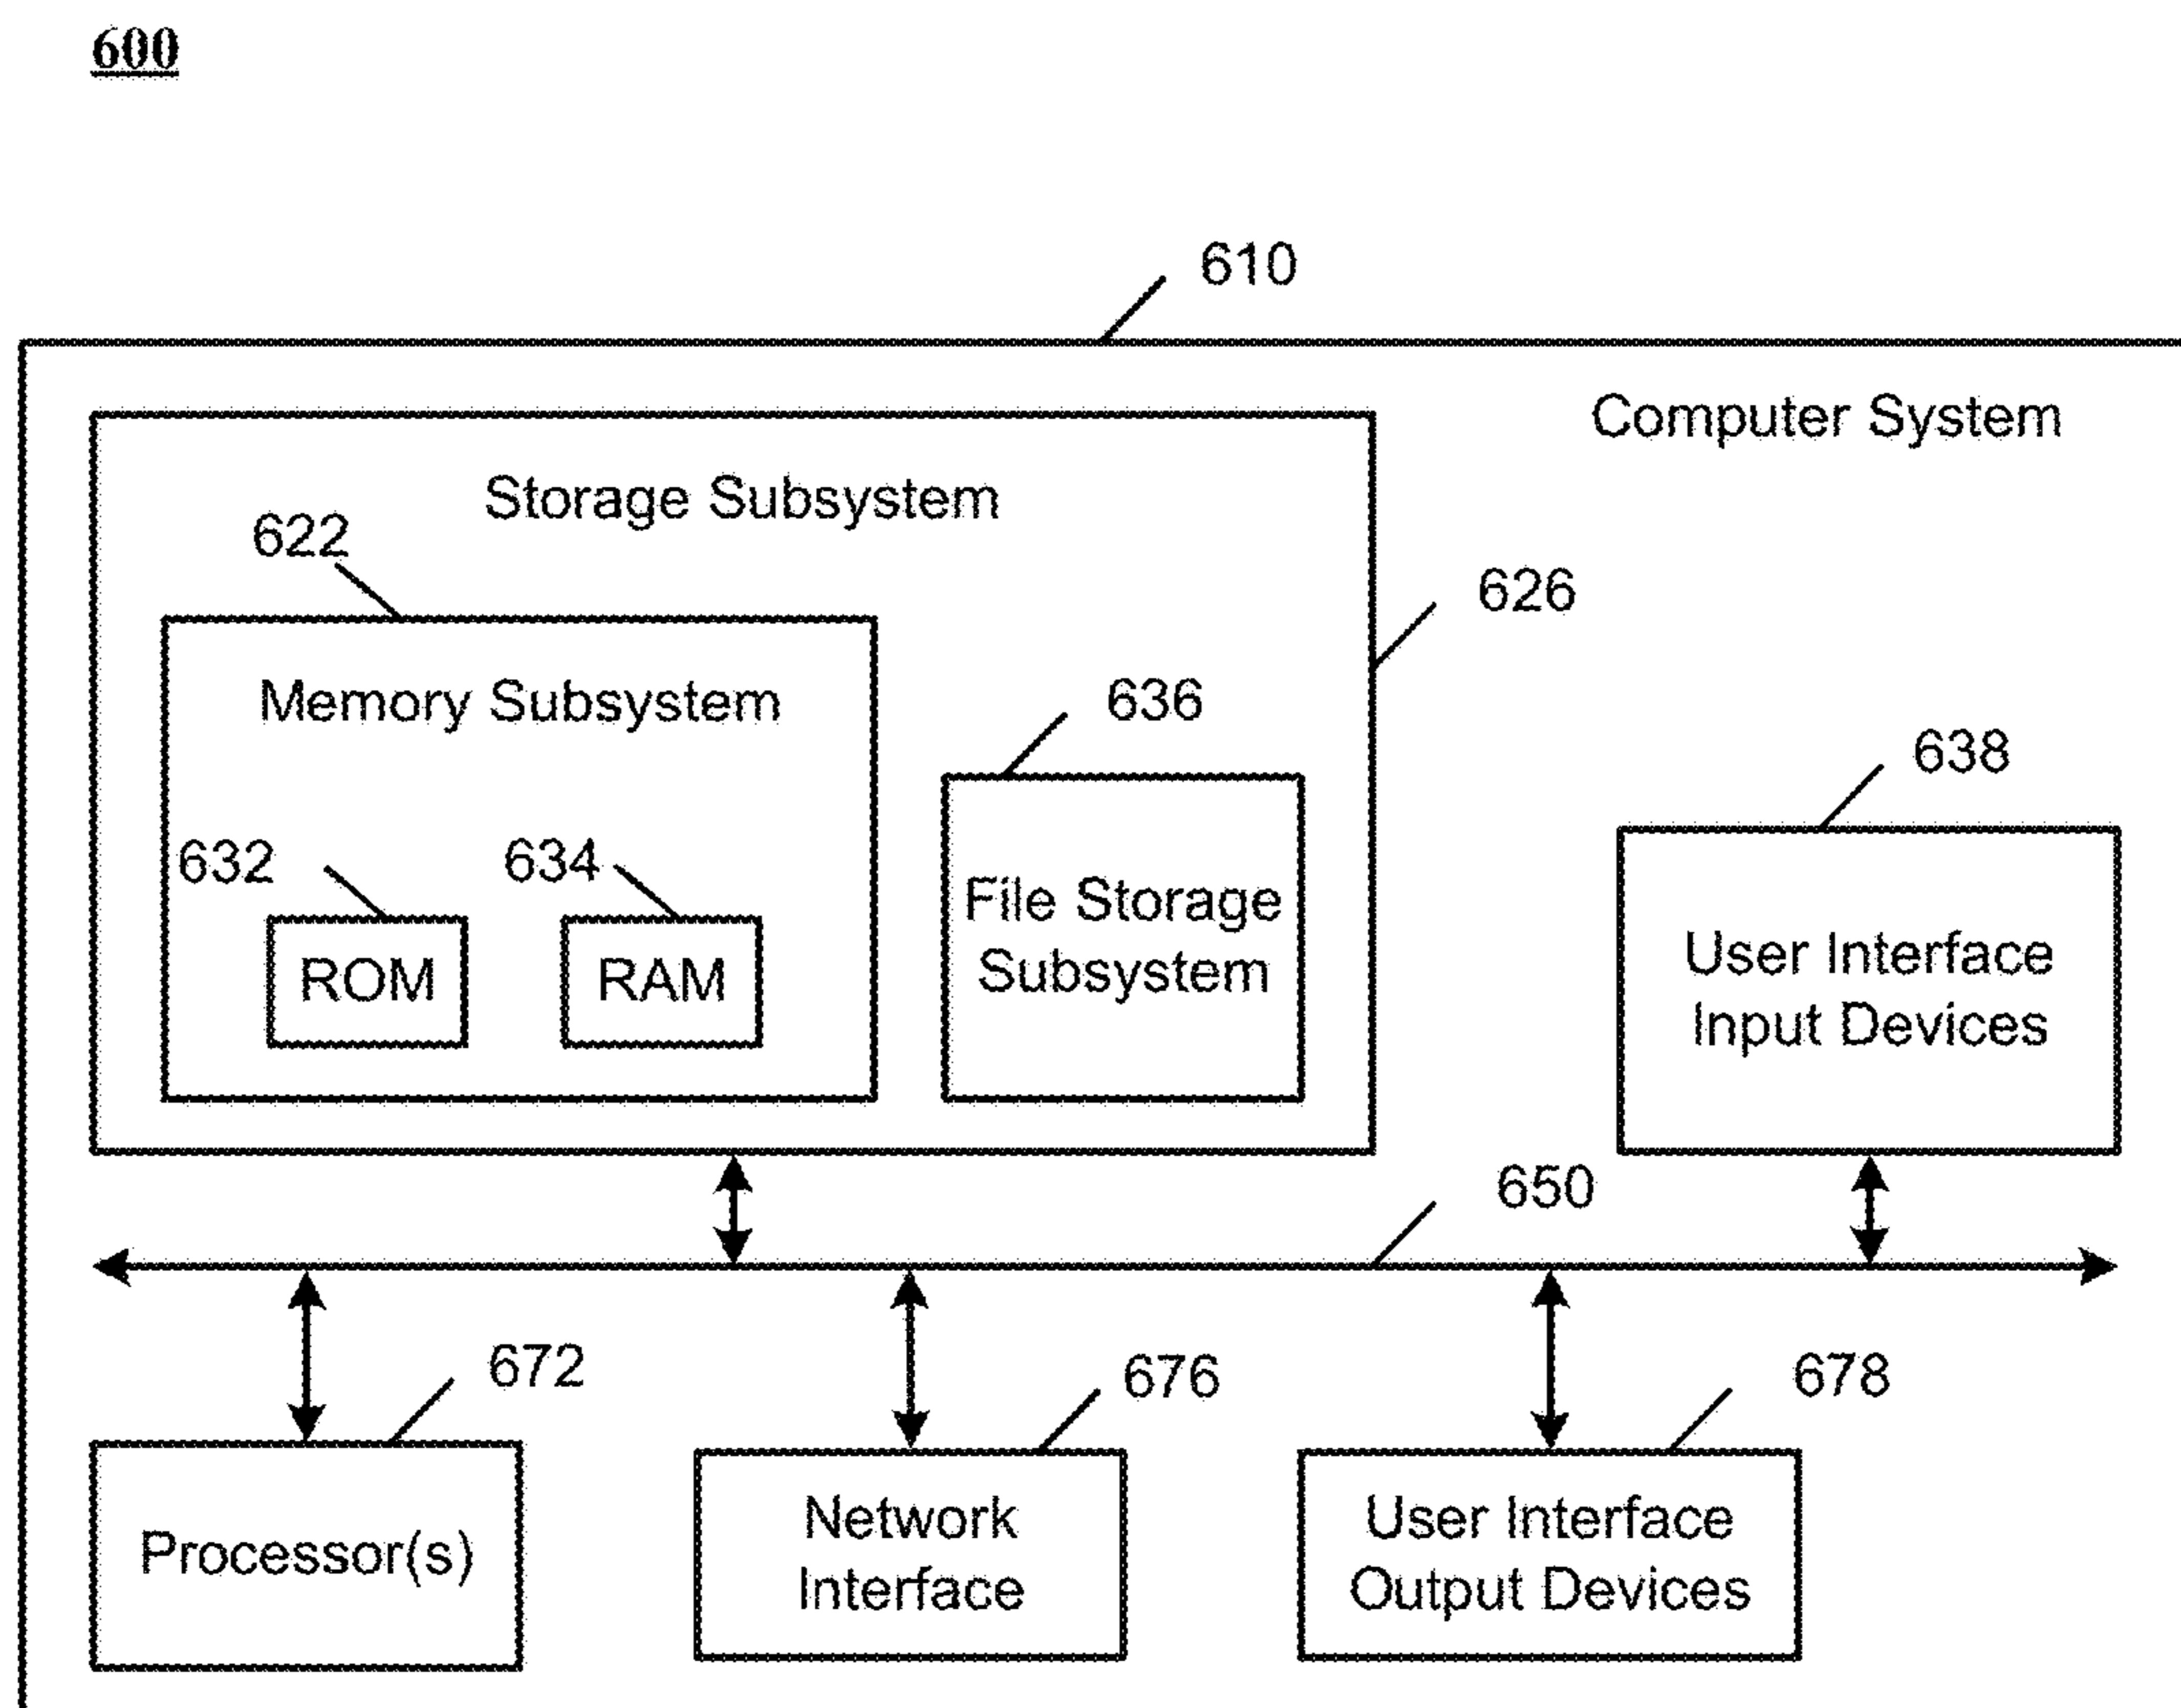 600
610
Computer System
Storage Subsystem
622
626
Memory Subsystem
636
638
632
634
File Storage
Subsystem
ROM
RAM
User Interface
Input Devices
650
672
676
678
Processor(s)
Network
Interface
User Interface
Output Devices